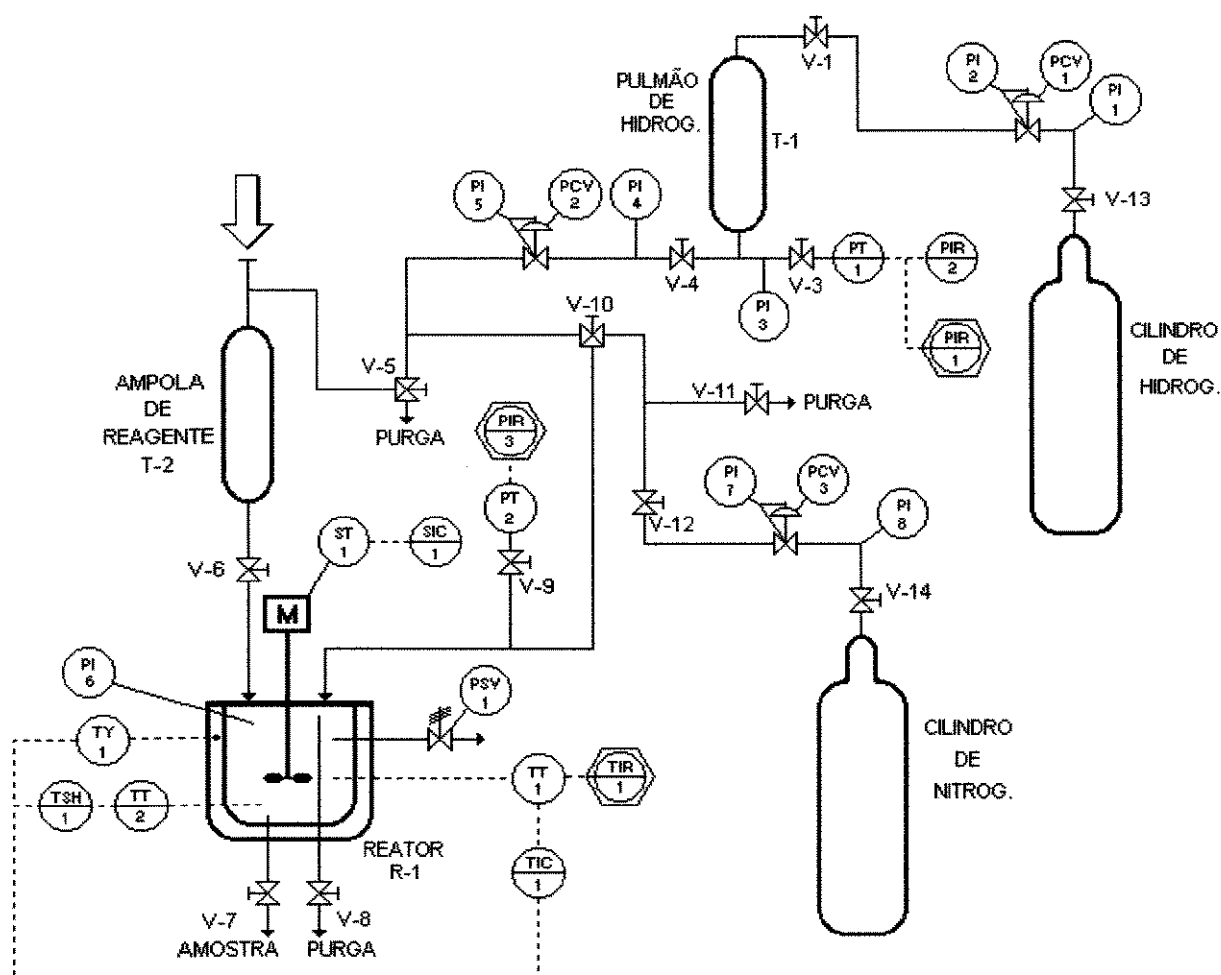 V-1
PI
2
PCV
1
PI
1
PULMÃO
DE
HIDROG.
T-1
V-13
PI
5
PCV
2
PI
4
V-4
V-3
PT
1
PIR
2
PI
3
PIR
1
V-10
CILINDRO
DE
HIDROG.
V-5
PURGA
AMPOLA
DE
REAGENTE
T-2
V-11
PURGA
PIR
3
PT
2
V-9
PI
7
PCV
3
PI
8
V-12
V-14
V-6
ST
1
SIC
1
M
PI
6
PSV
1
TY
1
TT
1
TIR
1
TSH
1
TT
2
CILINDRO
DE
NITROG.
REATOR
R-1
TIC
1
V-7
V-8
AMOSTRA
PURGA